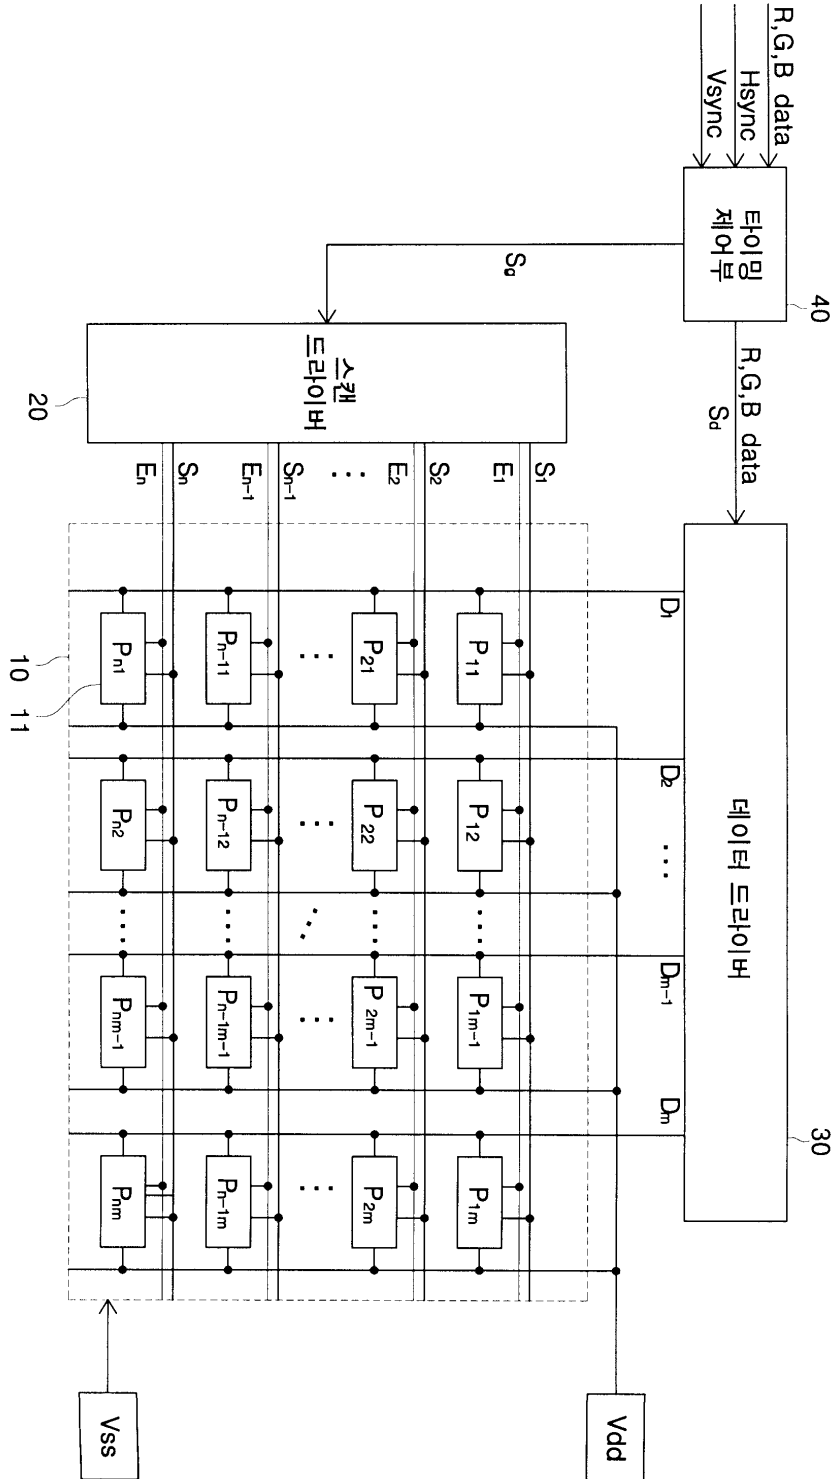 R,G,B data
Hsync
Vsync
타이밍
제어부
40
R,G,B data
Sd
데이터 드라이버
30
Sg
스캔
드라이버
20
D1
D2
...
Dm-1
Dm
S1
E1
S2
E2
...
Sn-1
En-1
Sn
En
P11
P12
...
P1m-1
P1m
P21
P22
...
P2m-1
P2m
... ... ... ... ...
Pn-11
Pn-12
...
Pn-1m-1
Pn-1m
Pn1
Pn2
...
Pnm-1
Pnm
10
11
Vdd
Vss